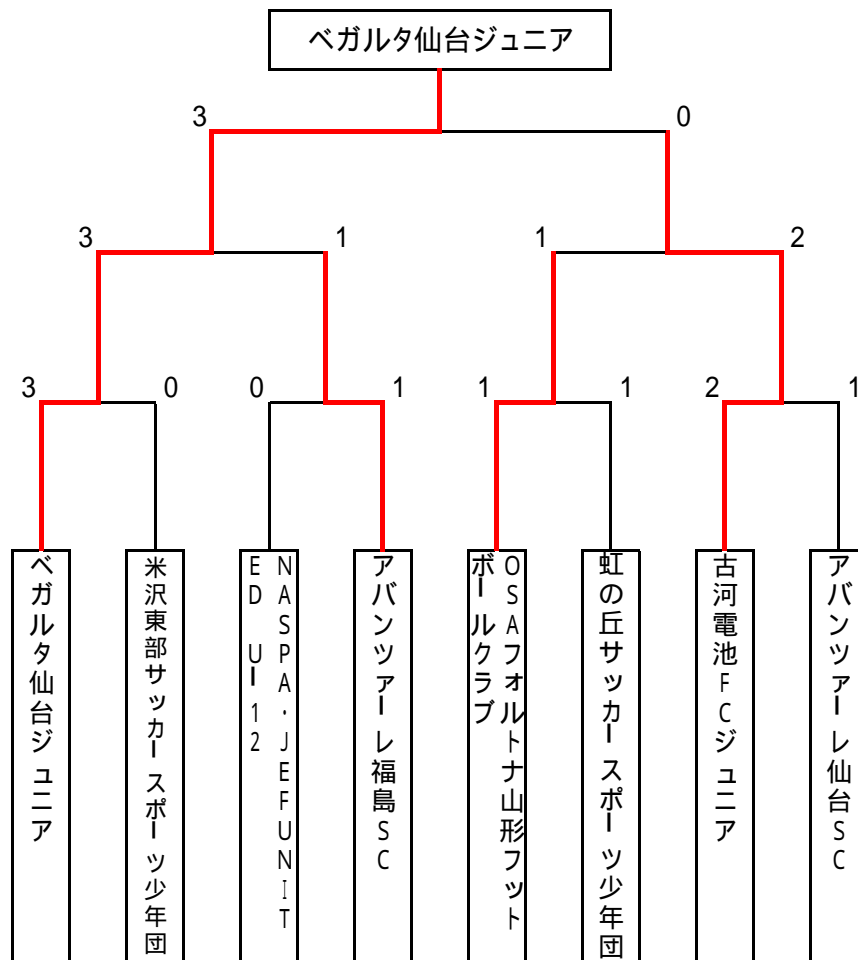 ベガルタ仙台ジュニア
3 0
3 1 1 2
3 0 0 1 1 1 2 1
ベガルタ仙台ジュニア
米沢東部サッカースポーツ少年団
NASPA・JEFUNIT
ED U-12
アバンツァーレ福島SC
OSAフォルトナ山形フット
ボールクラブ
虹の丘サッカースポーツ少年団
古河電池FCジュニア
アバンツァーレ仙台SC